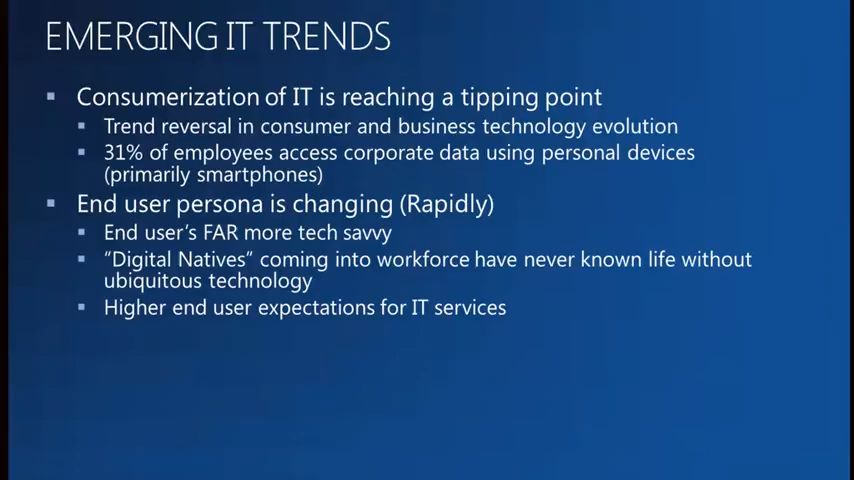 EMERGING IT TRENDS
Consumerization of IT is reaching a tipping point
Trend reversal in consumer and business technology evolution
31% of employees access corporate data using personal devices
(primarily smartphones)
End user persona is changing (Rapidly)
End user's FAR more tech savvy
"Digital Natives" coming into workforce have never known life without
ubiquitous technology
Higher end user expectations for IT services